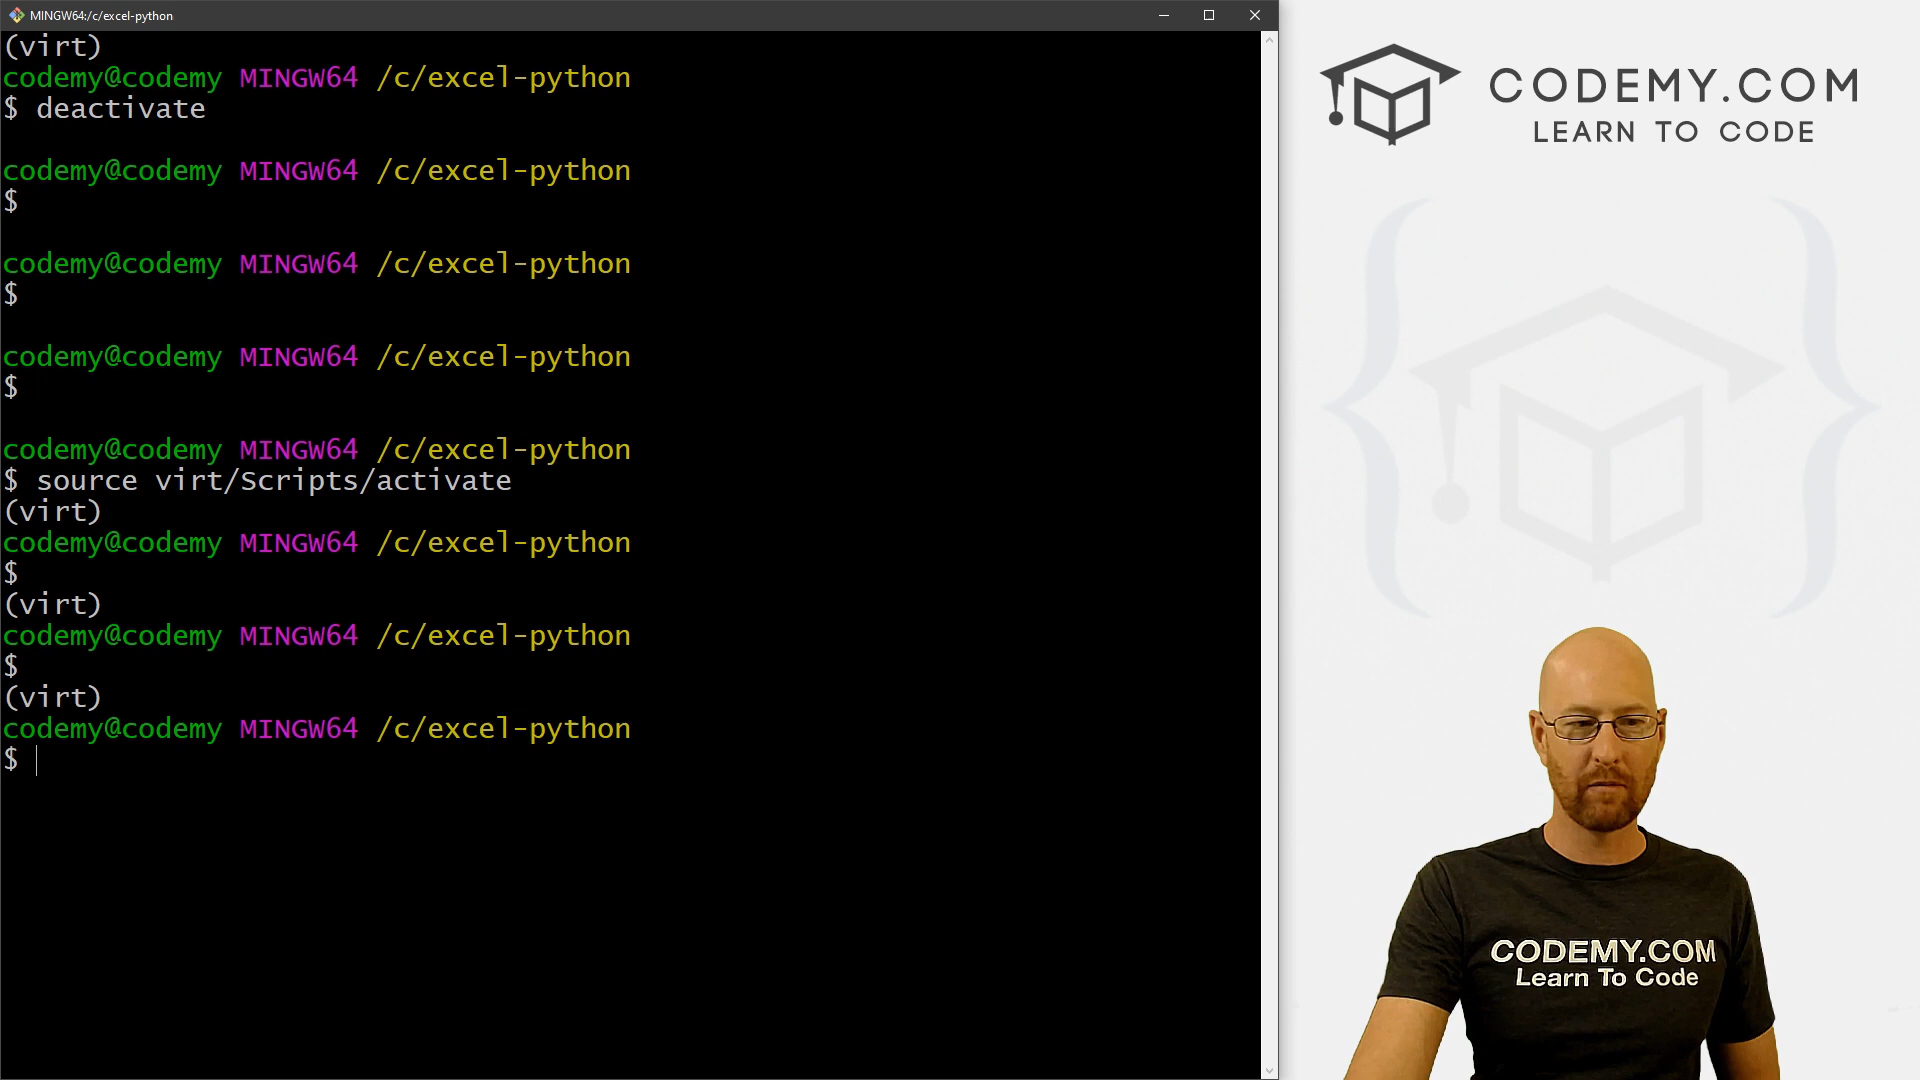 MINGW64:/c/excel-python
(virt)
codemy@codemy MINGW64 /c/excel-python
$ deactivate
codemy@codemy MINGW64 /c/excel-python
$
codemy@codemy MINGW64 /c/excel-python
$
codemy@codemy MINGW64 /c/excel-python
$
codemy@codemy MINGW64 /c/excel-python
$ source virt/Scripts/activate
(virt)
codemy@codemy MINGW64 /c/excel-python
$
(virt)
codemy@codemy MINGW64 /c/excel-python
$
(virt)
codemy@codemy MINGW64 /c/excel-python
$
CODEMY.COM
LEARN TO CODE
CODEMY.COM
Learn To Code